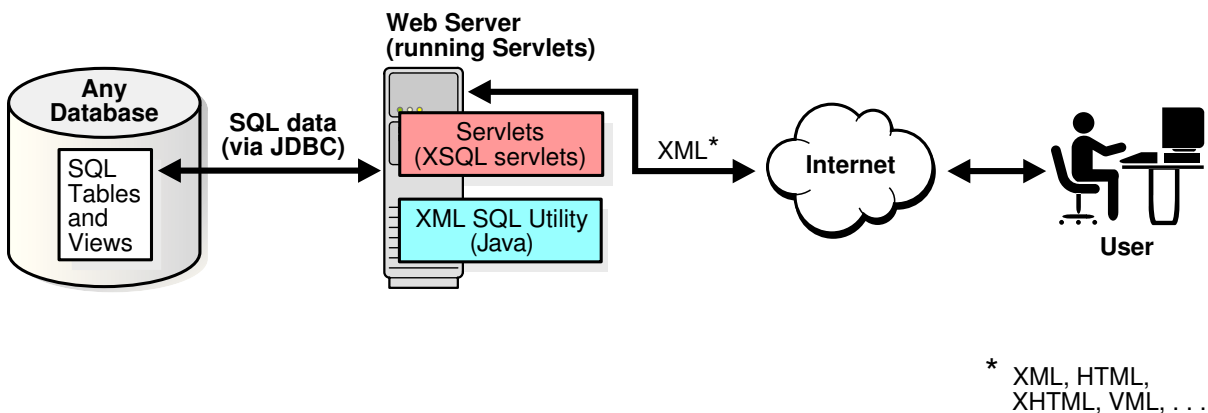 Web Server
(running Servlets)
Any
Database
SQL data
(via JDBC)
SQL
Tables
and
Views
Servlets
(XSQL servlets)
XML*
Internet
XML SQL Utility
(Java)
User
* XML, HTML,
XHTML, VML, . . .